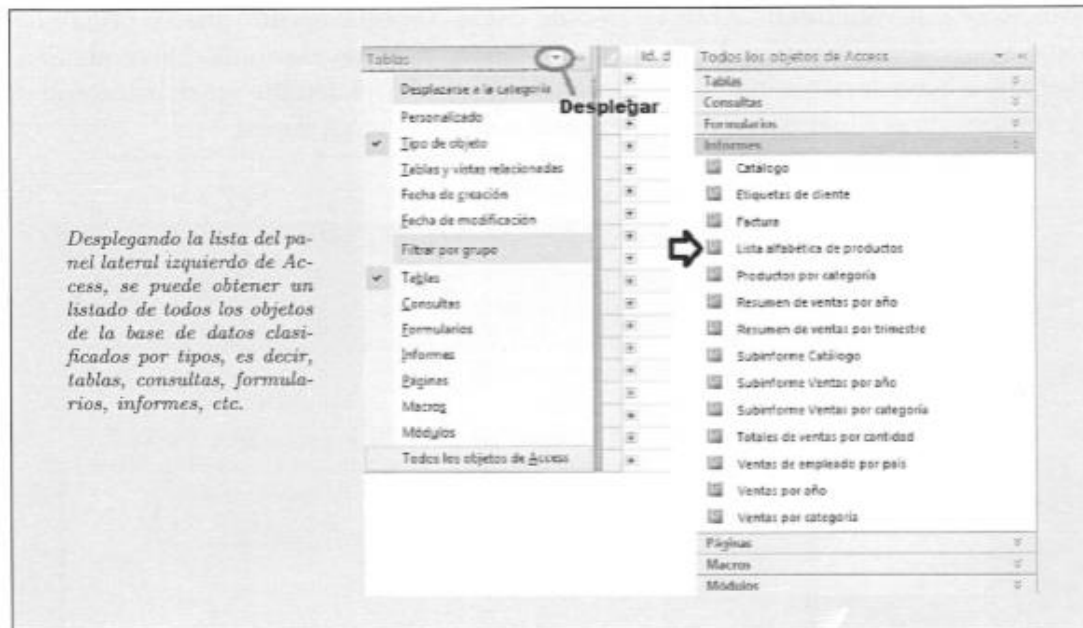 Desplegando la lista del pa-
nel lateral izquierdo de Ac-
cess, se puede obtener un
listado de todos los objetos
de la base de datos clasi-
ficados por tipos, es decir,
tablas, consultas, formula-
rios, informes, etc.
Tablas
Desplazarse a la categoría
Personalizado
Tipo de objeto
Tablas y vistas relacionadas
Fecha de creación
Fecha de modificación
Filtrar por grupo
Tablas
Consultas
Formularios
Informes
Páginas
Macros
Módulos
Todos los objetos de Access
Id. d
Desplegar
Todos los objetos de Access
Tablas
Consultas
Formularios
Informes
Catálogo
Etiquetas de cliente
Factura
Lista alfabética de productos
Productos por categoría
Resumen de ventas por año
Resumen de ventas por trimestre
Subinforme Catálogo
Subinforme Ventas por año
Subinforme Ventas por categoría
Totales de ventas por cantidad
Ventas de empleado por país
Ventas por año
Ventas por categoría
Páginas
Macros
Módulos